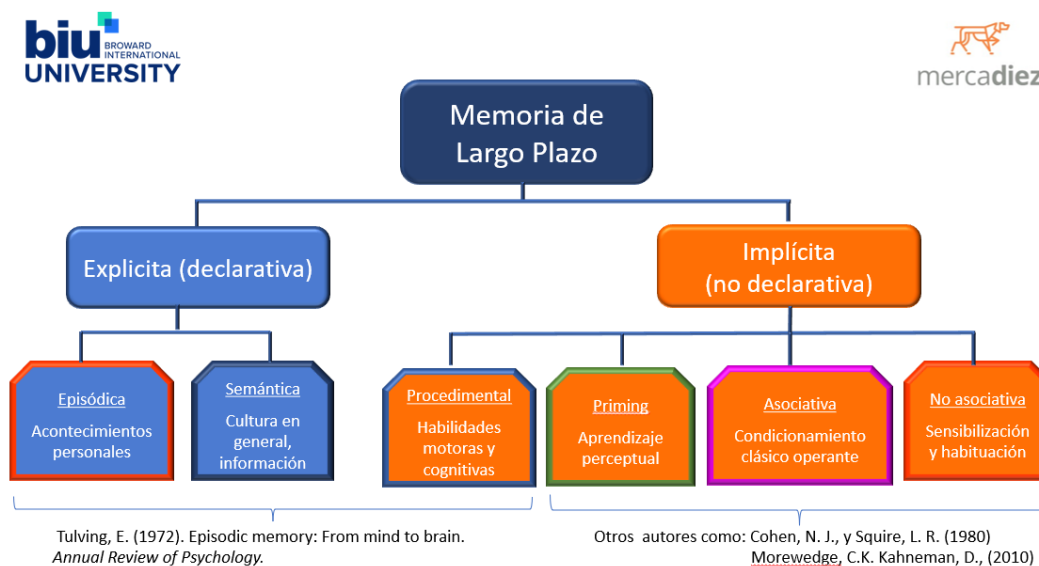 biu BROWARD
INTERNATIONAL
UNIVERSITY
mercadiez
Memoria de
Largo Plazo
Explicita (declarativa)
Implícita
(no declarativa)
Episódica
Acontecimientos
personales
Semántica
Cultura en
general,
información
Procedimental
Habilidades
motoras y
cognitivas
Priming
Aprendizaje
perceptual
Asociativa
Condicionamiento
clásico operante
No asociativa
Sensibilización
y habituación
Tulving, E. (1972). Episodic memory: From mind to brain.
Annual Review of Psychology.
Otros autores como: Cohen, N. J., y Squire, L. R. (1980)
Morewedge, C.K. Kahneman, D., (2010)